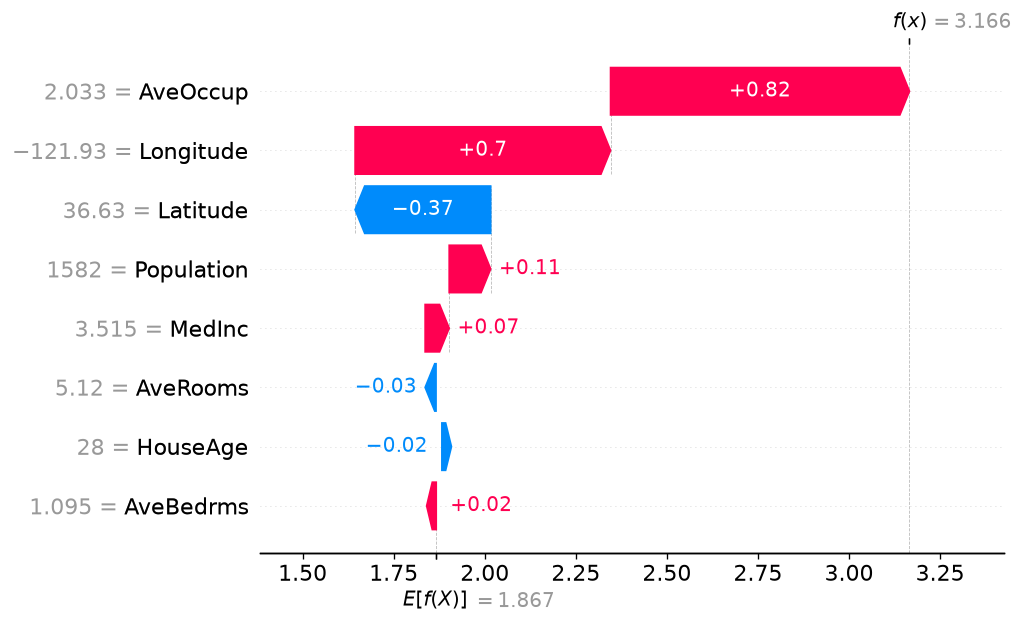 f(x) = 3.166
2.033 = AveOccup +0.82
−121.93 = Longitude +0.7
36.63 = Latitude −0.37
1582 = Population +0.11
3.515 = MedInc +0.07
5.12 = AveRooms −0.03
28 = HouseAge −0.02
1.095 = AveBedrms +0.02
1.50 1.75 2.00 2.25 2.50 2.75 3.00 3.25
E[f(X)] = 1.867